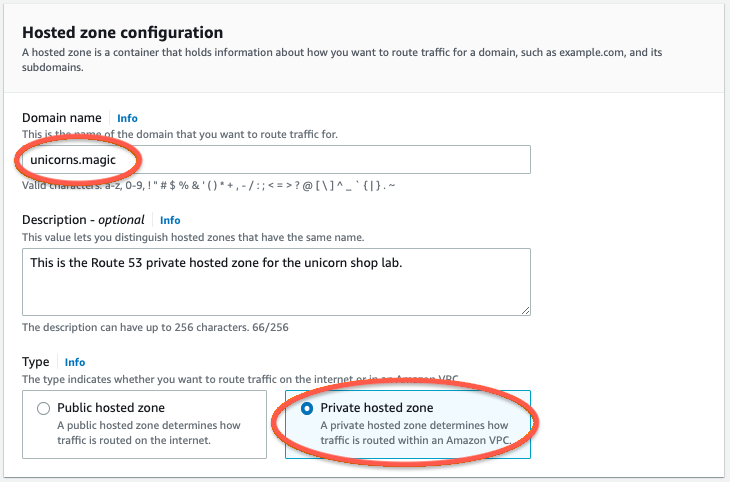 Hosted zone configuration
A hosted zone is a container that holds information about how you want to route traffic for a domain, such as example.com, and its
subdomains.
Domain name Info
This is the name of the domain that you want to route traffic for.
unicorns.magic
Valid characters: a-z, 0-9, ! " # $ % & ' ( ) * + , - / : ; < = > ? @ [ \ ] ^ _ ` { | } . ~
Description - optional Info
This value lets you distinguish hosted zones that have the same name.
This is the Route 53 private hosted zone for the unicorn shop lab.
The description can have up to 256 characters. 66/256
Type Info
The type indicates whether you want to route traffic on the internet or in an Amazon VPC.
Public hosted zone
A public hosted zone determines how
traffic is routed on the internet.
Private hosted zone
A private hosted zone determines how
traffic is routed within an Amazon VPC.